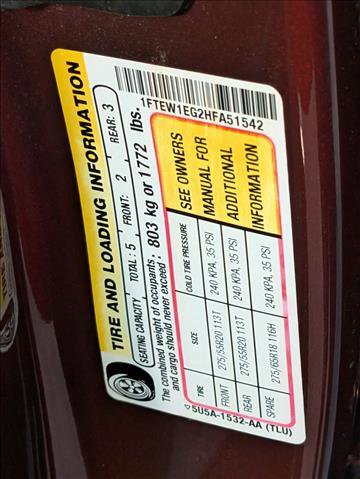 1FTEW1EG2HFA51542
TIRE AND LOADING INFORMATION
SEATING CAPACITY TOTAL: 5 FRONT: 2 REAR: 3
The combined weight of occupants and cargo should never exceed: 803 kg or 1772 lbs.
TIRE SIZE COLD TIRE PRESSURE
FRONT 275/55R20 113T 240 KPA, 35 PSI
REAR 275/55R20 113T 240 KPA, 35 PSI
SPARE 275/65R18 116H 240 KPA, 35 PSI
SEE OWNERS
MANUAL FOR
ADDITIONAL
INFORMATION
5U5A-1532-AA (TLU)